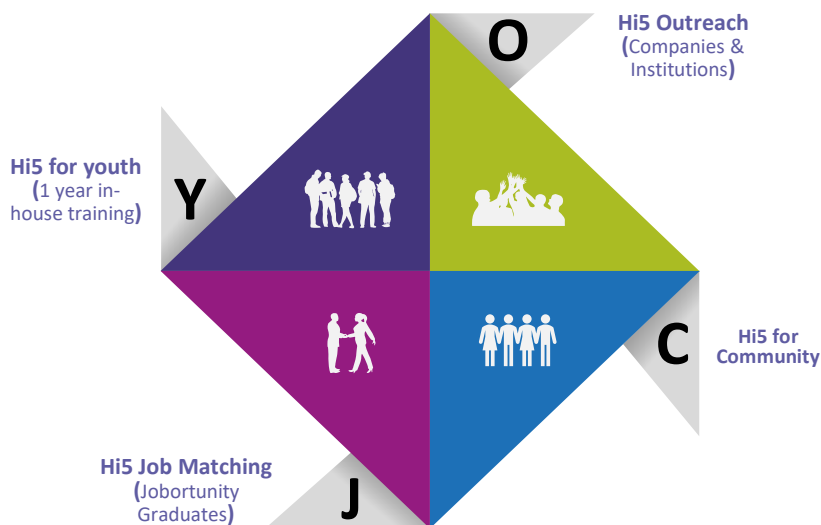 O
Hi5 Outreach
(Companies &
Institutions)
Hi5 for youth
(1 year in-
house training)
Y
C
Hi5 for
Community
Hi5 Job Matching
(Jobortunity
Graduates)
J